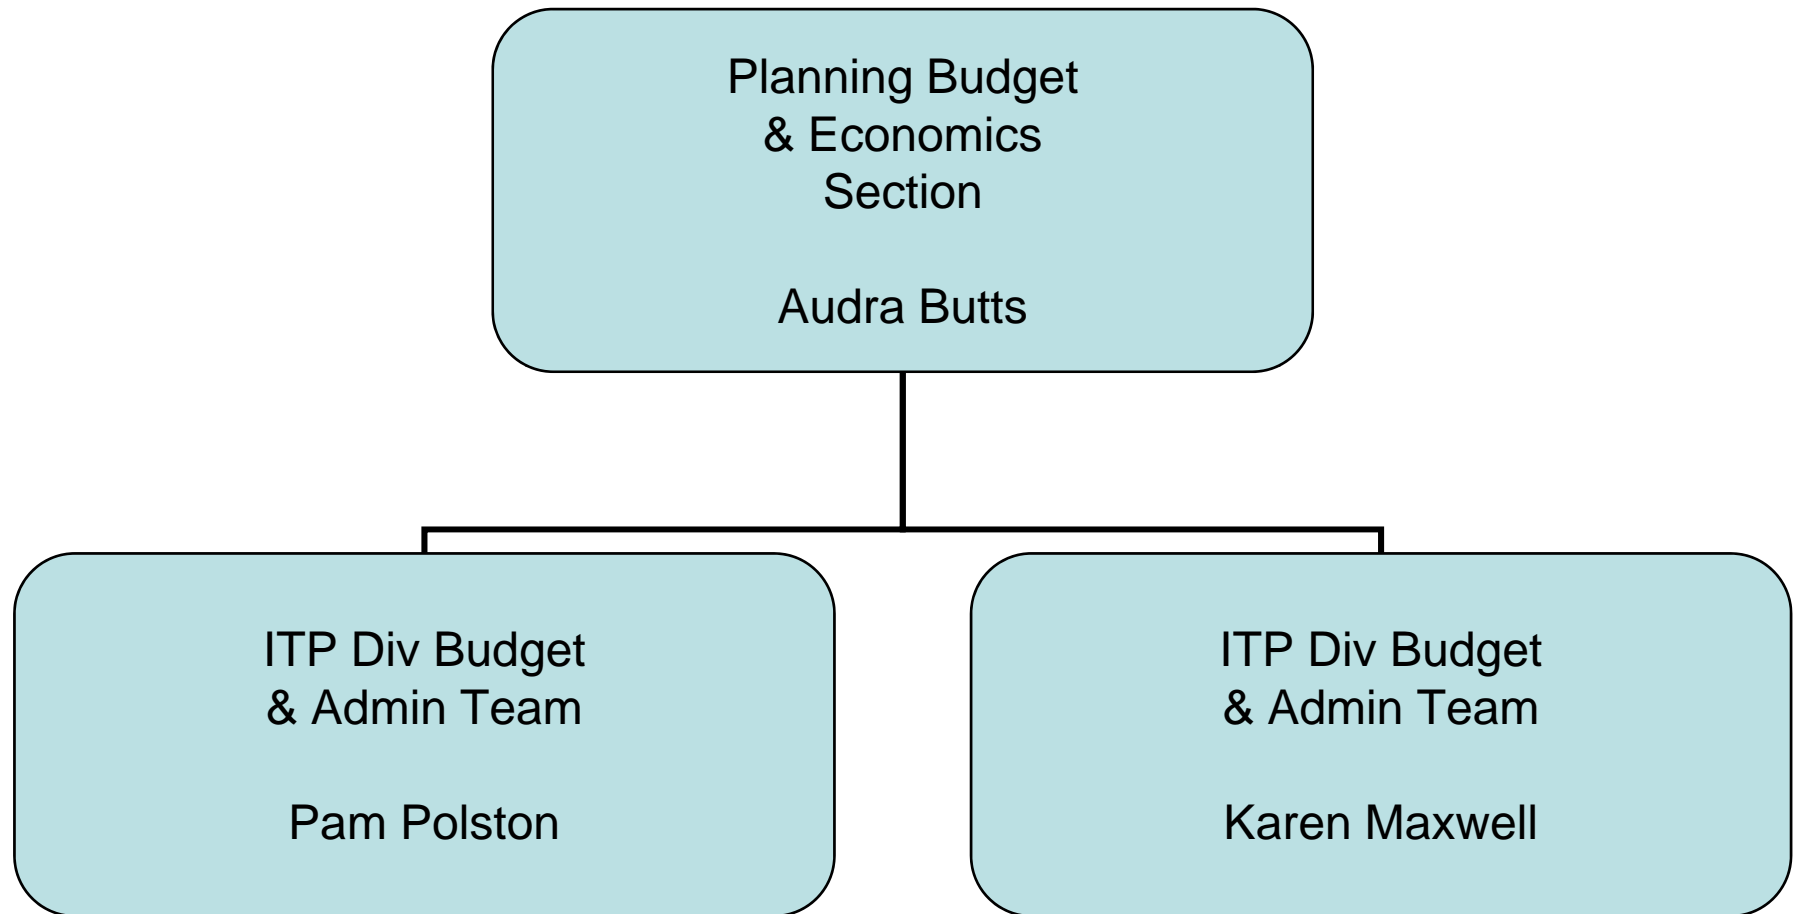 Planning Budget
& Economics
Section
Audra Butts
ITP Div Budget
& Admin Team
Pam Polston
ITP Div Budget
& Admin Team
Karen Maxwell